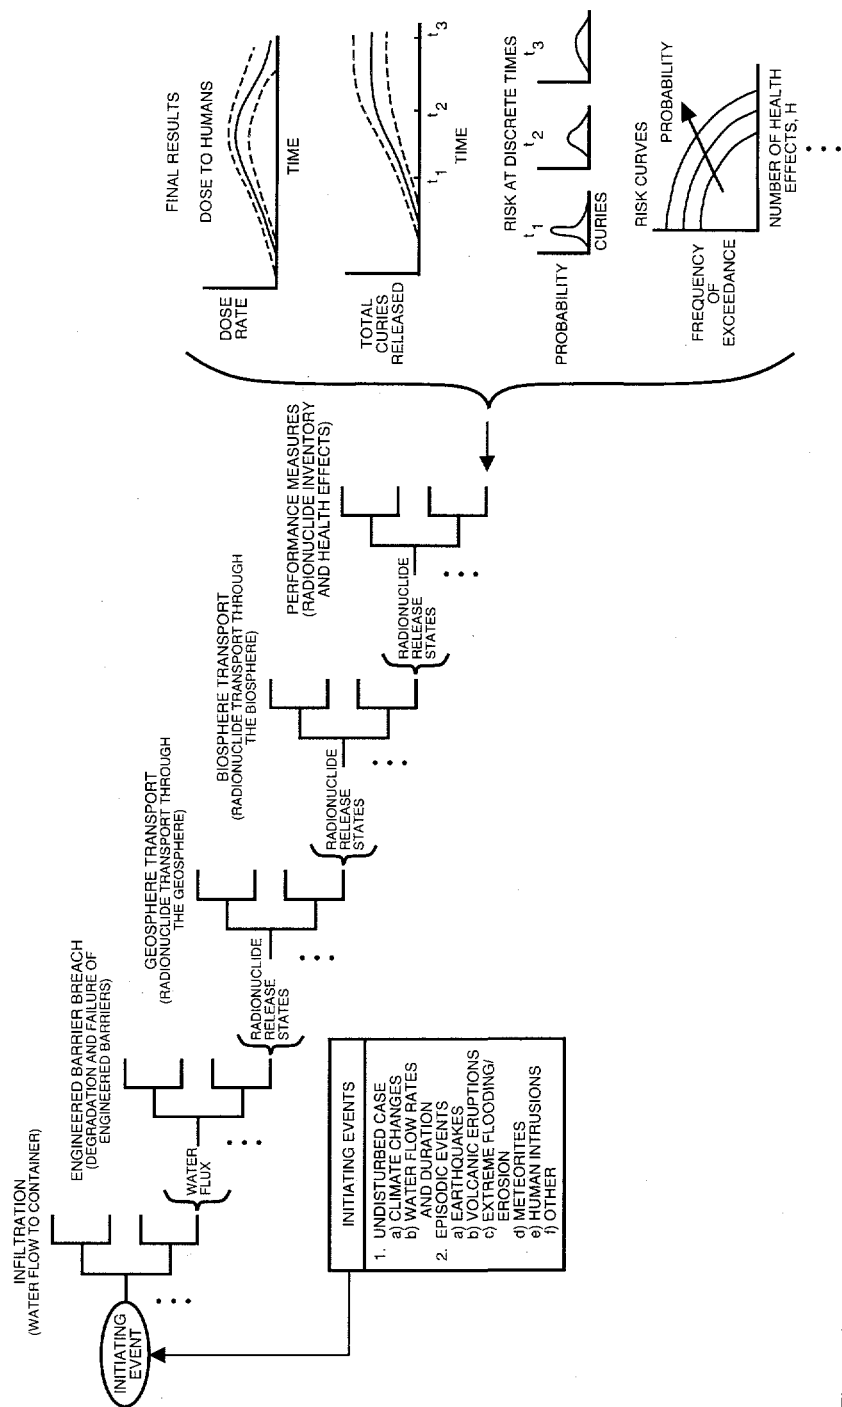 INFILTRATION
(WATER FLOW TO CONTAINER)
ENGINEERED BARRIER BREACH
(DEGRADATION AND FAILURE OF
ENGINEERED BARRIERS)
GEOSPHERE TRANSPORT
(RADIONUCLIDE TRANSPORT THROUGH
THE GEOSPHERE)
BIOSPHERE TRANSPORT
(RADIONUCLIDE TRANSPORT THROUGH
THE BIOSPHERE)
PERFORMANCE MEASURES
(RADIONUCLIDE INVENTORY
AND HEALTH EFFECTS)
INITIATING
EVENT
WATER
FLUX
RADIONUCLIDE
RELEASE
STATES
RADIONUCLIDE
RELEASE
STATES
RADIONUCLIDE
RELEASE
STATES
INITIATING EVENTS
1. UNDISTURBED CASE
a) CLIMATE CHANGES
b) WATER FLOW RATES
AND DURATION
2. EPISODIC EVENTS
a) EARTHQUAKES
b) VOLCANIC ERUPTIONS
c) EXTREME FLOODING/
EROSION
d) METEORITES
e) HUMAN INTRUSIONS
f) OTHER
FINAL RESULTS
DOSE TO HUMANS
DOSE
RATE
TIME
TOTAL
CURIES
RELEASED
t1 t2 t3
TIME
RISK AT DISCRETE TIMES
t1 t2 t3
PROBABILITY
CURIES
RISK CURVES
PROBABILITY
FREQUENCY
OF
EXCEEDANCE
NUMBER OF HEALTH
EFFECTS, H